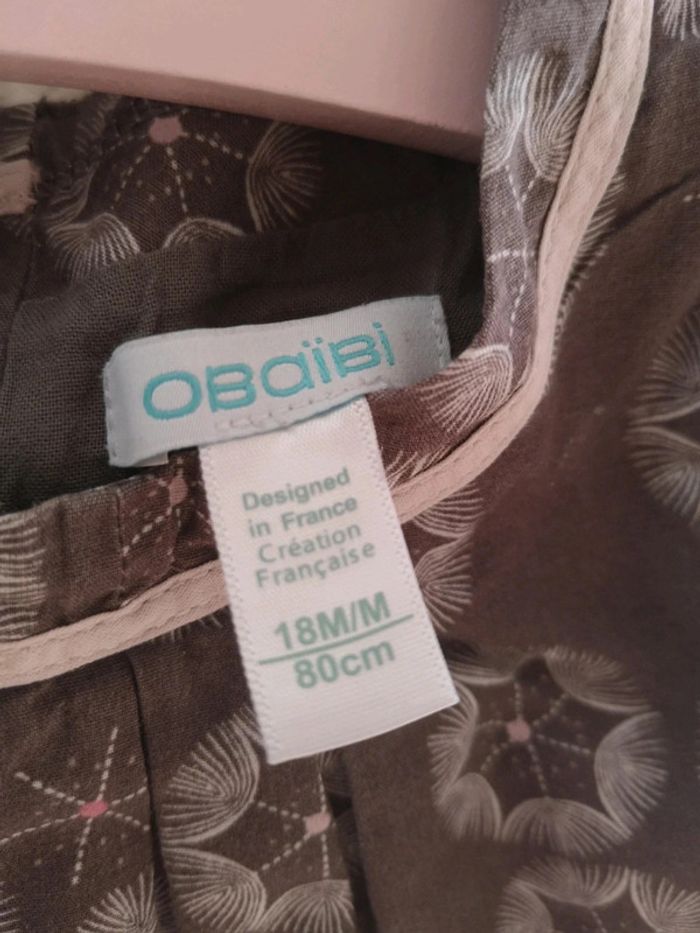 OBaïBi
Designed
in France
Création
Française
18M/M
80cm